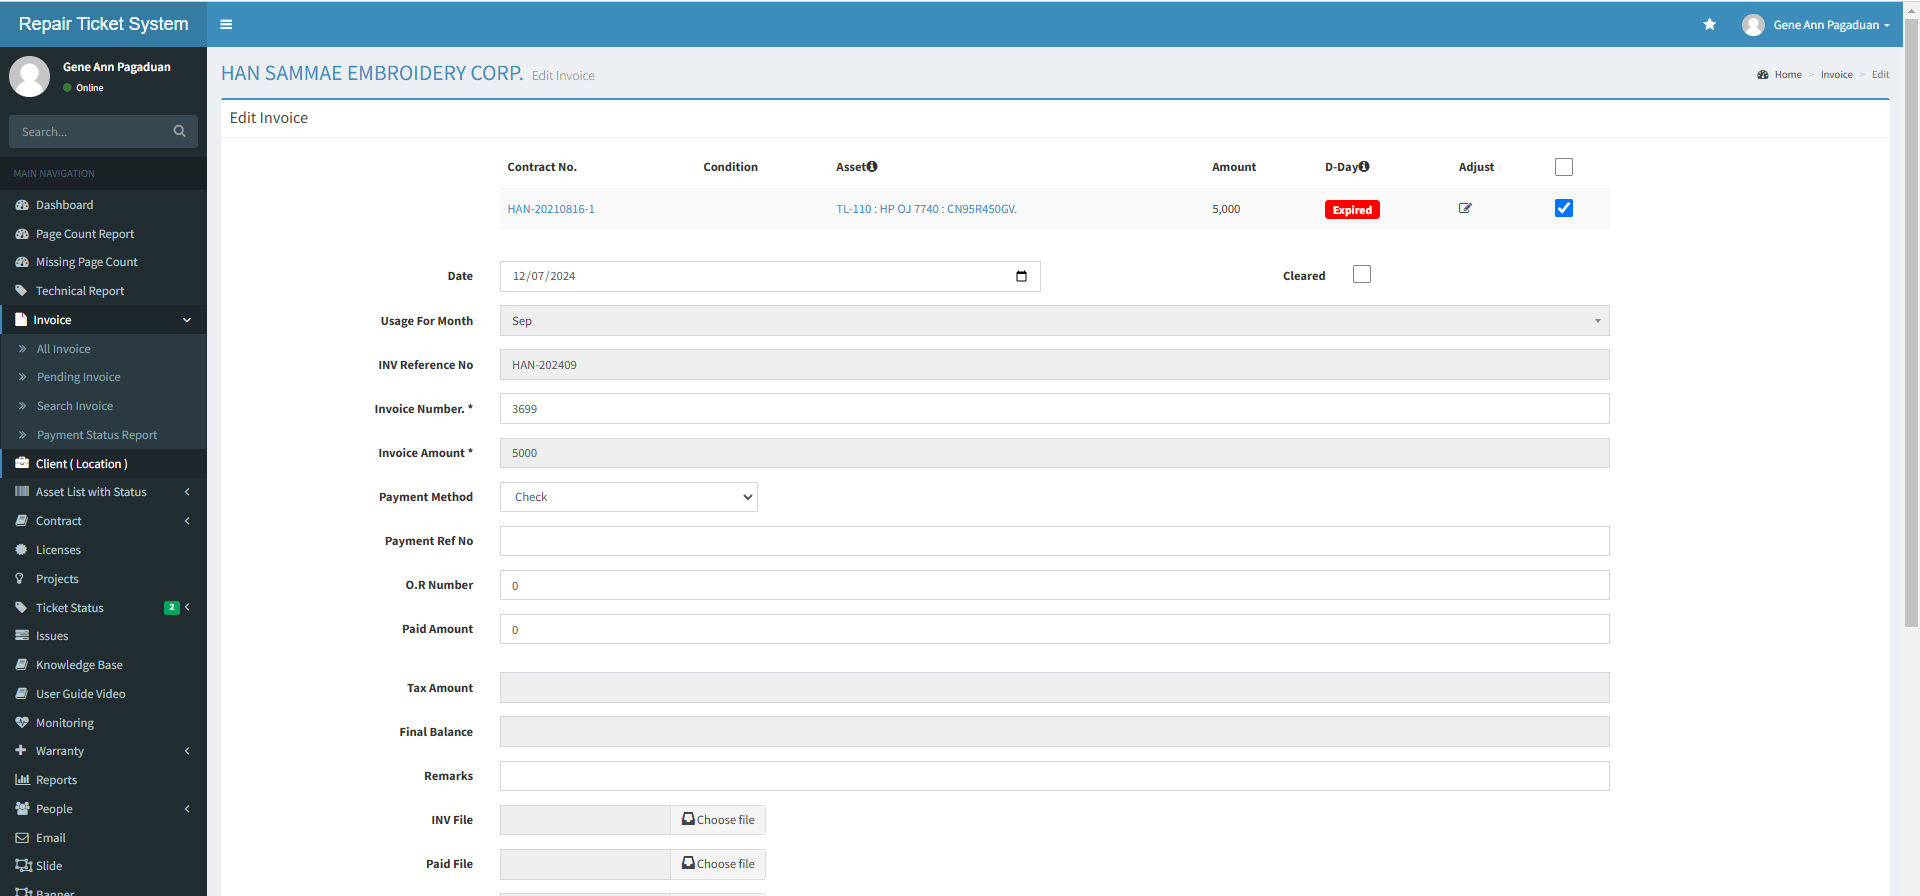 Repair Ticket System
Gene Ann Pagaduan
Gene Ann Pagaduan
Online
Search...
MAIN NAVIGATION
Dashboard
Page Count Report
Missing Page Count
Technical Report
Invoice
All Invoice
Pending Invoice
Search Invoice
Payment Status Report
Client ( Location )
Asset List with Status
Contract
Licenses
Projects
Ticket Status 2
Issues
Knowledge Base
User Guide Video
Monitoring
Warranty
Reports
People
Email
Slide
Banner
HAN SAMMAE EMBROIDERY CORP. Edit Invoice
Home > Invoice > Edit
Edit Invoice
Contract No. Condition Asset Amount D-Day Adjust
HAN-20210816-1 TL-110 : HP OJ 7740 : CN95R450GV. 5,000 Expired
Date 12/07/2024 Cleared
Usage For Month Sep
INV Reference No HAN-202409
Invoice Number. * 3699
Invoice Amount * 5000
Payment Method Check
Payment Ref No
O.R Number 0
Paid Amount 0
Tax Amount
Final Balance
Remarks
INV File Choose file
Paid File Choose file